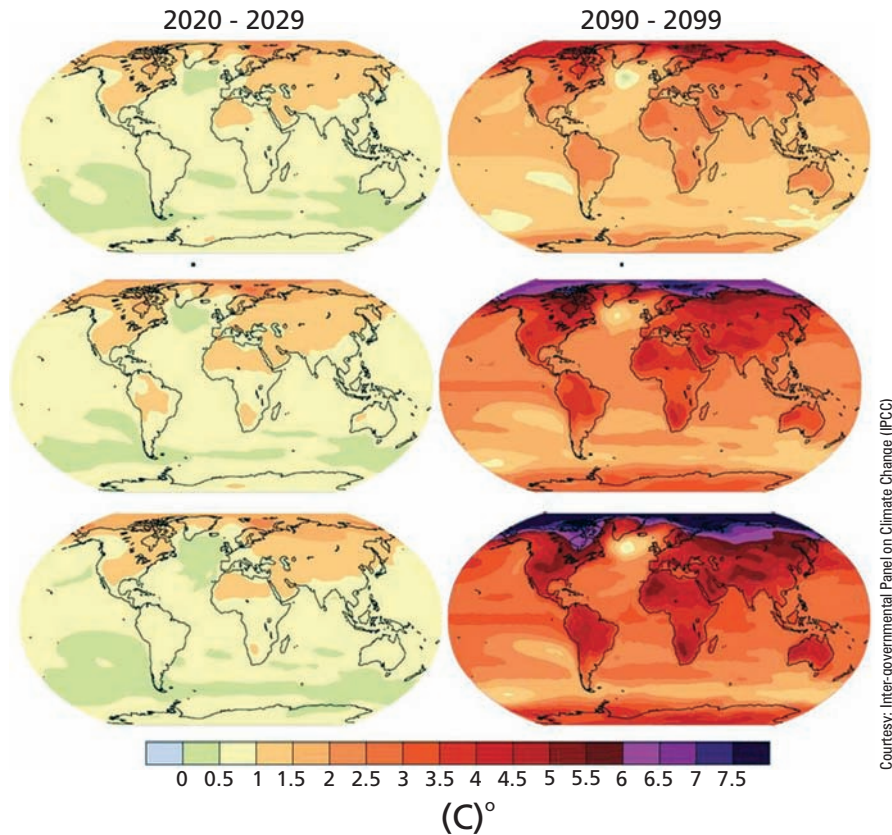 2020 - 2029
2090 - 2099
Courtesy: Inter-governmental Panel on Climate Change (IPCC)
0 0.5 1 1.5 2 2.5 3 3.5 4 4.5 5 5.5 6 6.5 7 7.5
(C)°